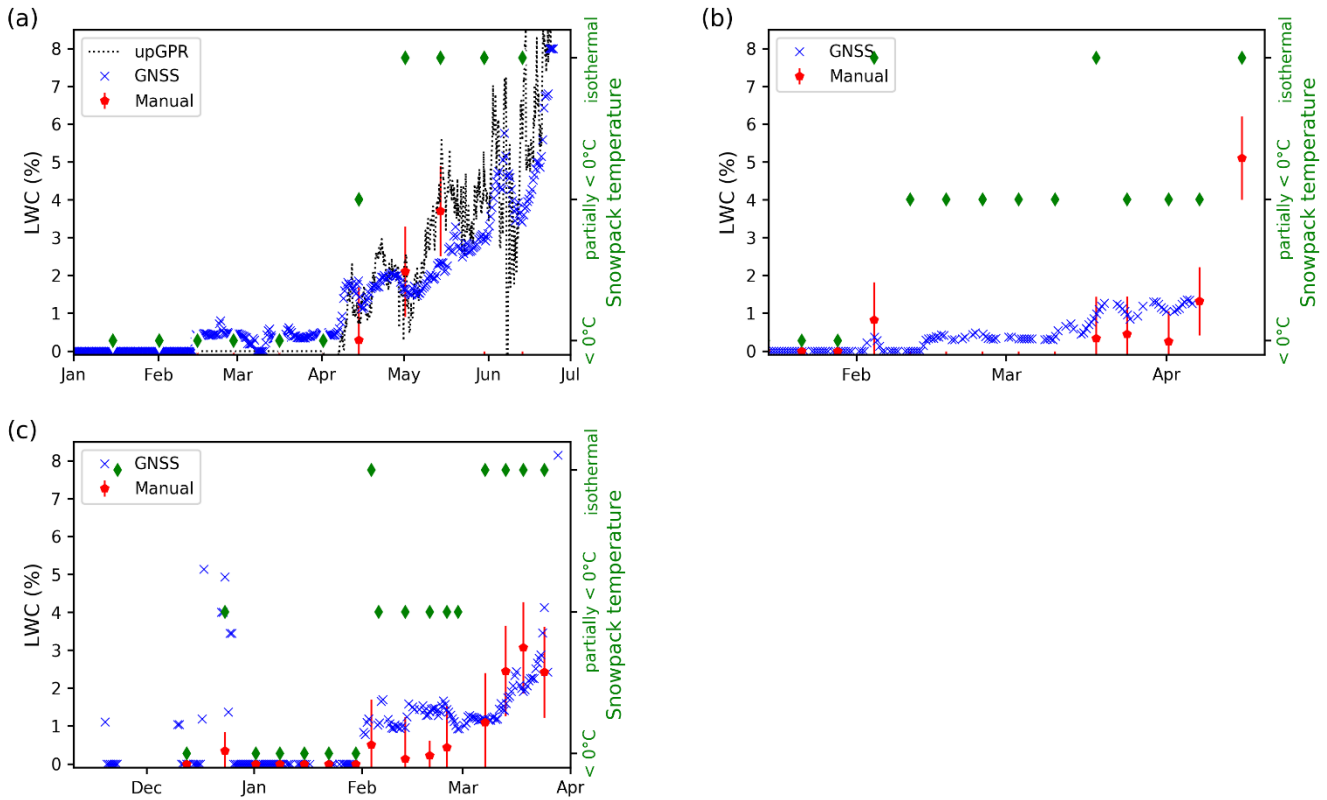 (a)
upGPR
GNSS
Manual
LWC (%)
8
7
6
5
4
3
2
1
0
Jan Feb Mar Apr May Jun Jul
isothermal
partially < 0°C
< 0°C
Snowpack temperature
(b)
GNSS
Manual
LWC (%)
8
7
6
5
4
3
2
1
0
Feb Mar Apr
isothermal
partially < 0°C
< 0°C
Snowpack temperature
(c)
GNSS
Manual
LWC (%)
8
7
6
5
4
3
2
1
0
Dec Jan Feb Mar Apr
isothermal
partially < 0°C
< 0°C
Snowpack temperature